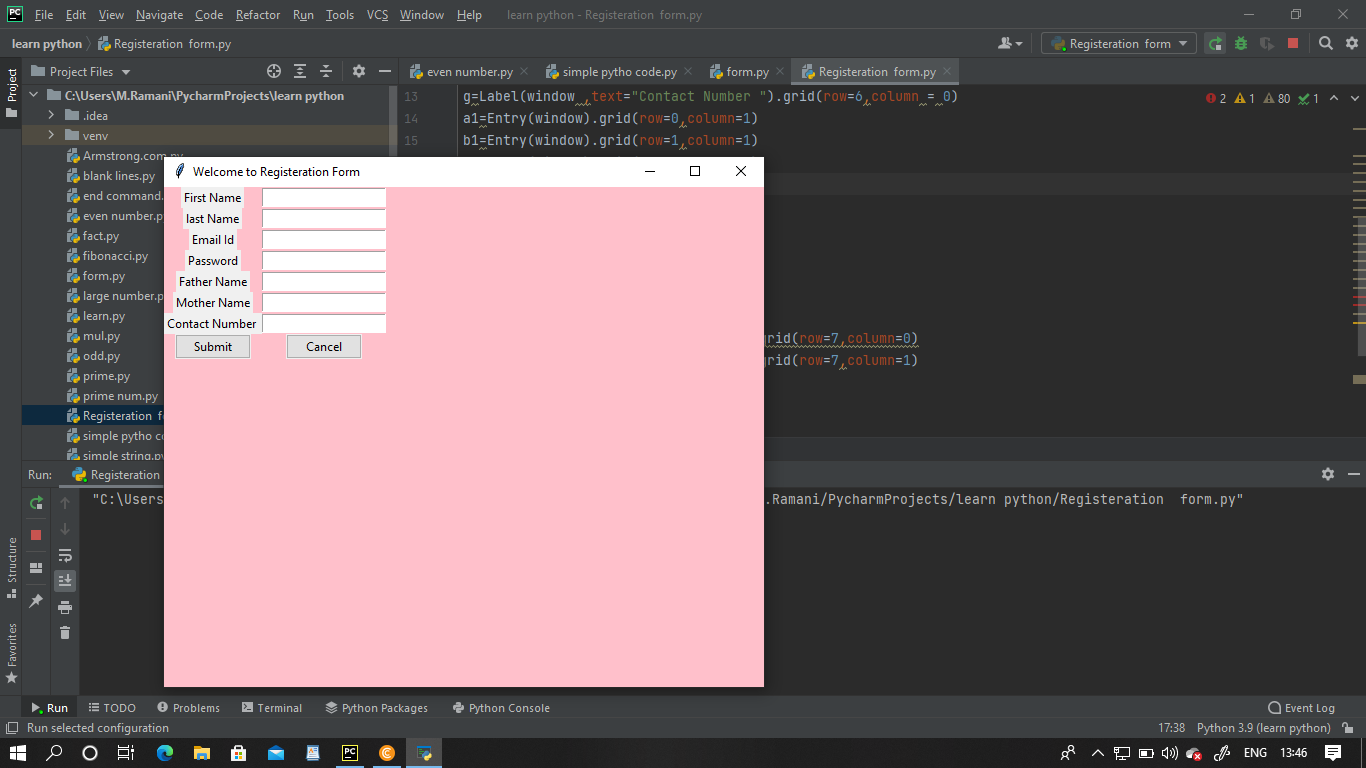 PC File Edit View Navigate Code Refactor Run Tools VCS Window Help learn python - Registeration form.py
learn python Registeration form.py Registeration form
Project
Project Files
even number.py simple pytho code.py form.py Registeration form.py
C:\Users\M.Ramani\PycharmProjects\learn python
.idea
venv
Armstrong.com.py
blank lines.py
end command.
even number.p
fact.py
fibonacci.py
form.py
large number.p
learn.py
mul.py
odd.py
prime.py
prime num.py
Registeration f
simple pytho co
simple string.py
13 g=Label(window ,text="Contact Number ").grid(row=6,column = 0)
14 a1=Entry(window).grid(row=0,column=1)
15 b1=Entry(window).grid(row=1,column=1)
2 1 80 1
grid(row=7,column=0)
grid(row=7,column=1)
Welcome to Registeration Form
First Name
last Name
Email Id
Password
Father Name
Mother Name
Contact Number
Submit Cancel
Run: Registeration
"C:\Users
.Ramani/PycharmProjects/learn python/Registeration  form.py"
Structure
Favorites
Run TODO Problems Terminal Python Packages Python Console Event Log
Run selected configuration 17:38 Python 3.9 (learn python)
PC ENG 13:46